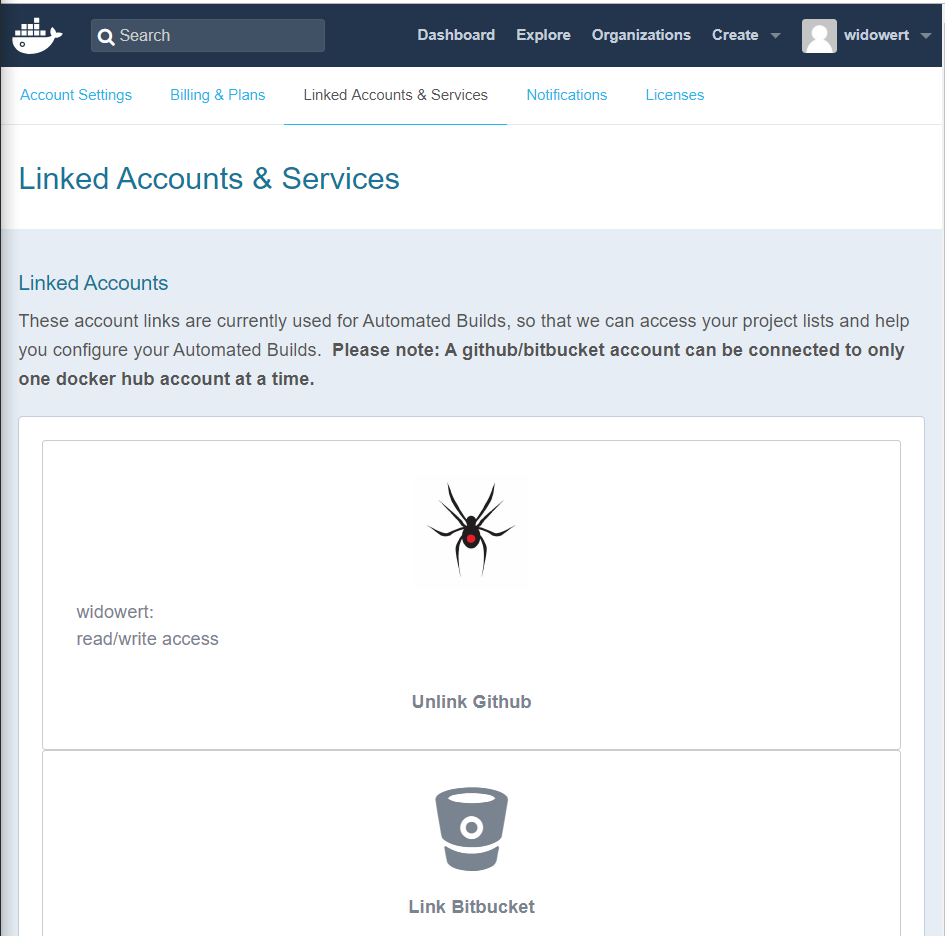 Search Dashboard Explore Organizations Create widowert
Account Settings Billing & Plans Linked Accounts & Services Notifications Licenses
Linked Accounts & Services
Linked Accounts
These account links are currently used for Automated Builds, so that we can access your project lists and help
you configure your Automated Builds. Please note: A github/bitbucket account can be connected to only
one docker hub account at a time.
widowert:
read/write access
Unlink Github
Link Bitbucket